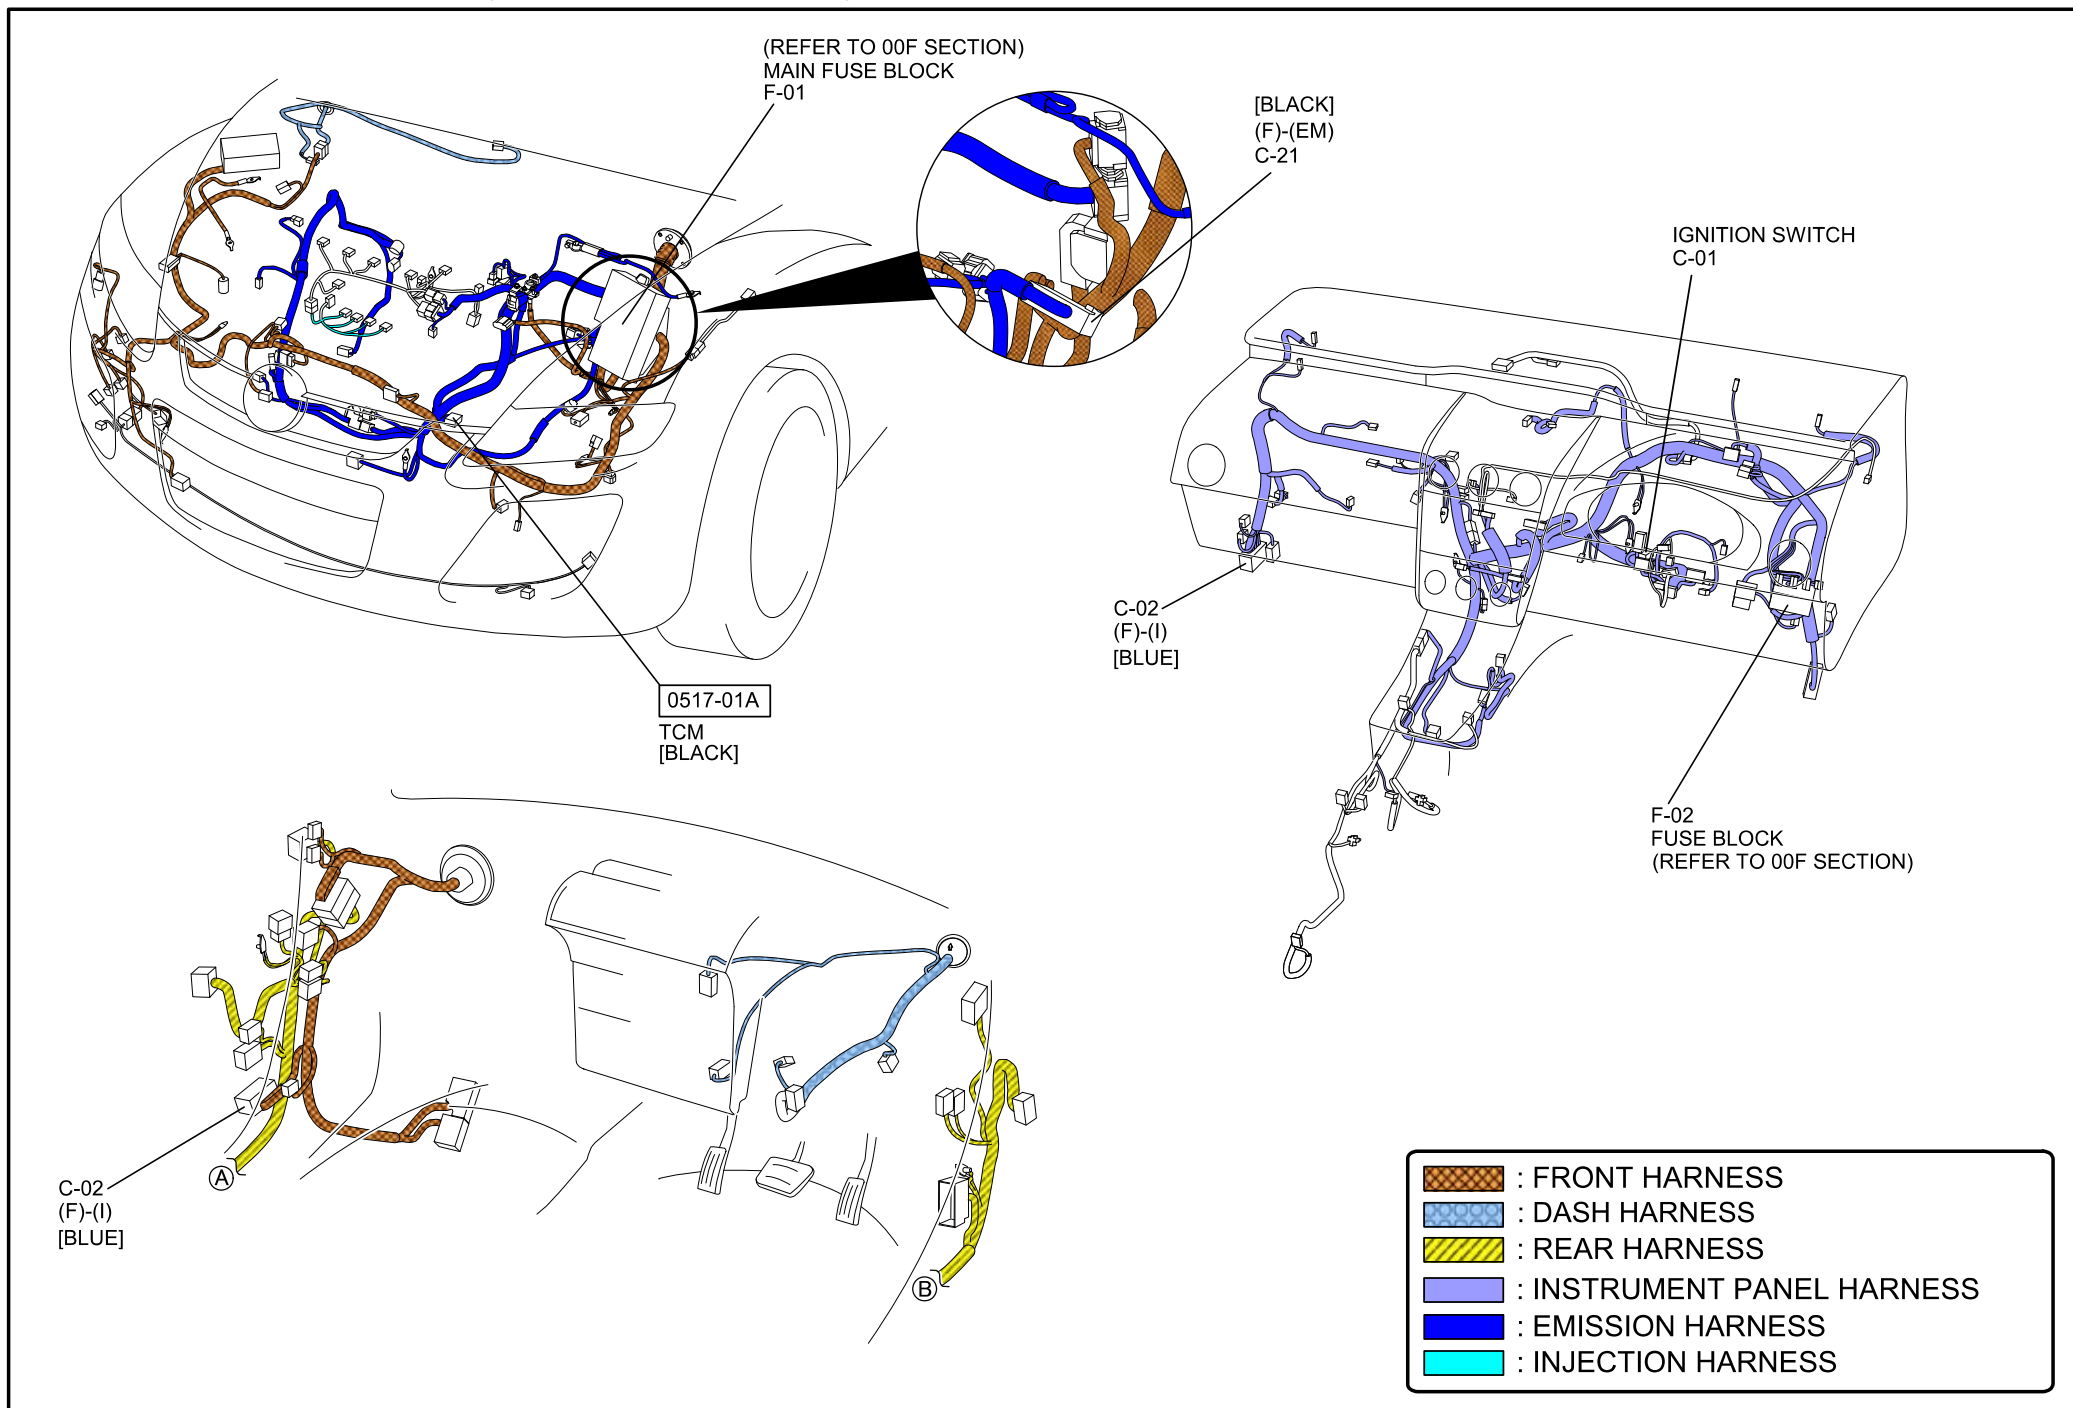 (REFER TO 00F SECTION)
MAIN FUSE BLOCK
F-01
[BLACK]
(F)-(EM)
C-21
IGNITION SWITCH
C-01
C-02
(F)-(I)
[BLUE]
0517-01A
TCM
[BLACK]
F-02
FUSE BLOCK
(REFER TO 00F SECTION)
C-02
(F)-(I)
[BLUE]
A
B
: FRONT HARNESS
: DASH HARNESS
: REAR HARNESS
: INSTRUMENT PANEL HARNESS
: EMISSION HARNESS
: INJECTION HARNESS